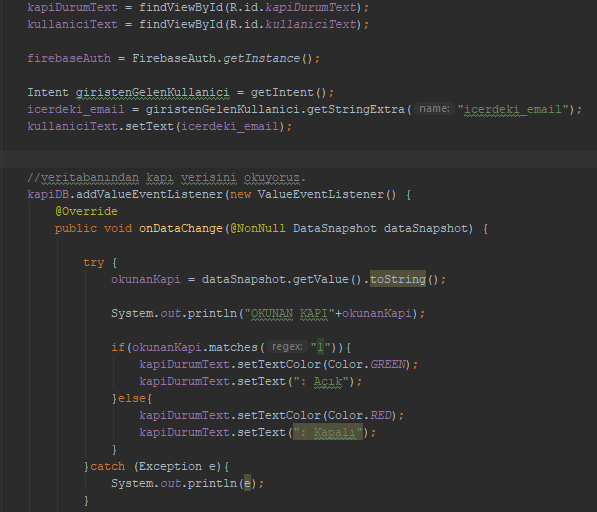 kapiDurumText = findViewById(R.id.kapiDurumText);
kullaniciText = findViewById(R.id.kullaniciText);
firebaseAuth = FirebaseAuth.getInstance();
Intent giristenGelenKullanici = getIntent();
icerdeki_email = giristenGelenKullanici.getStringExtra( name: "icerdeki_email");
kullaniciText.setText(icerdeki_email);
//veritabanından kapı verisini okuyoruz.
kapiDB.addValueEventListener(new ValueEventListener() {
@Override
public void onDataChange(@NonNull DataSnapshot dataSnapshot) {
try {
okunanKapi = dataSnapshot.getValue().toString();
System.out.println("OKUNAN KAPI"+okunanKapi);
if(okunanKapi.matches( regex: "1")){
kapiDurumText.setTextColor(Color.GREEN);
kapiDurumText.setText(": Açık");
}else{
kapiDurumText.setTextColor(Color.RED);
kapiDurumText.setText(": Kapalı");
}
}catch (Exception e){
System.out.println(e);
}